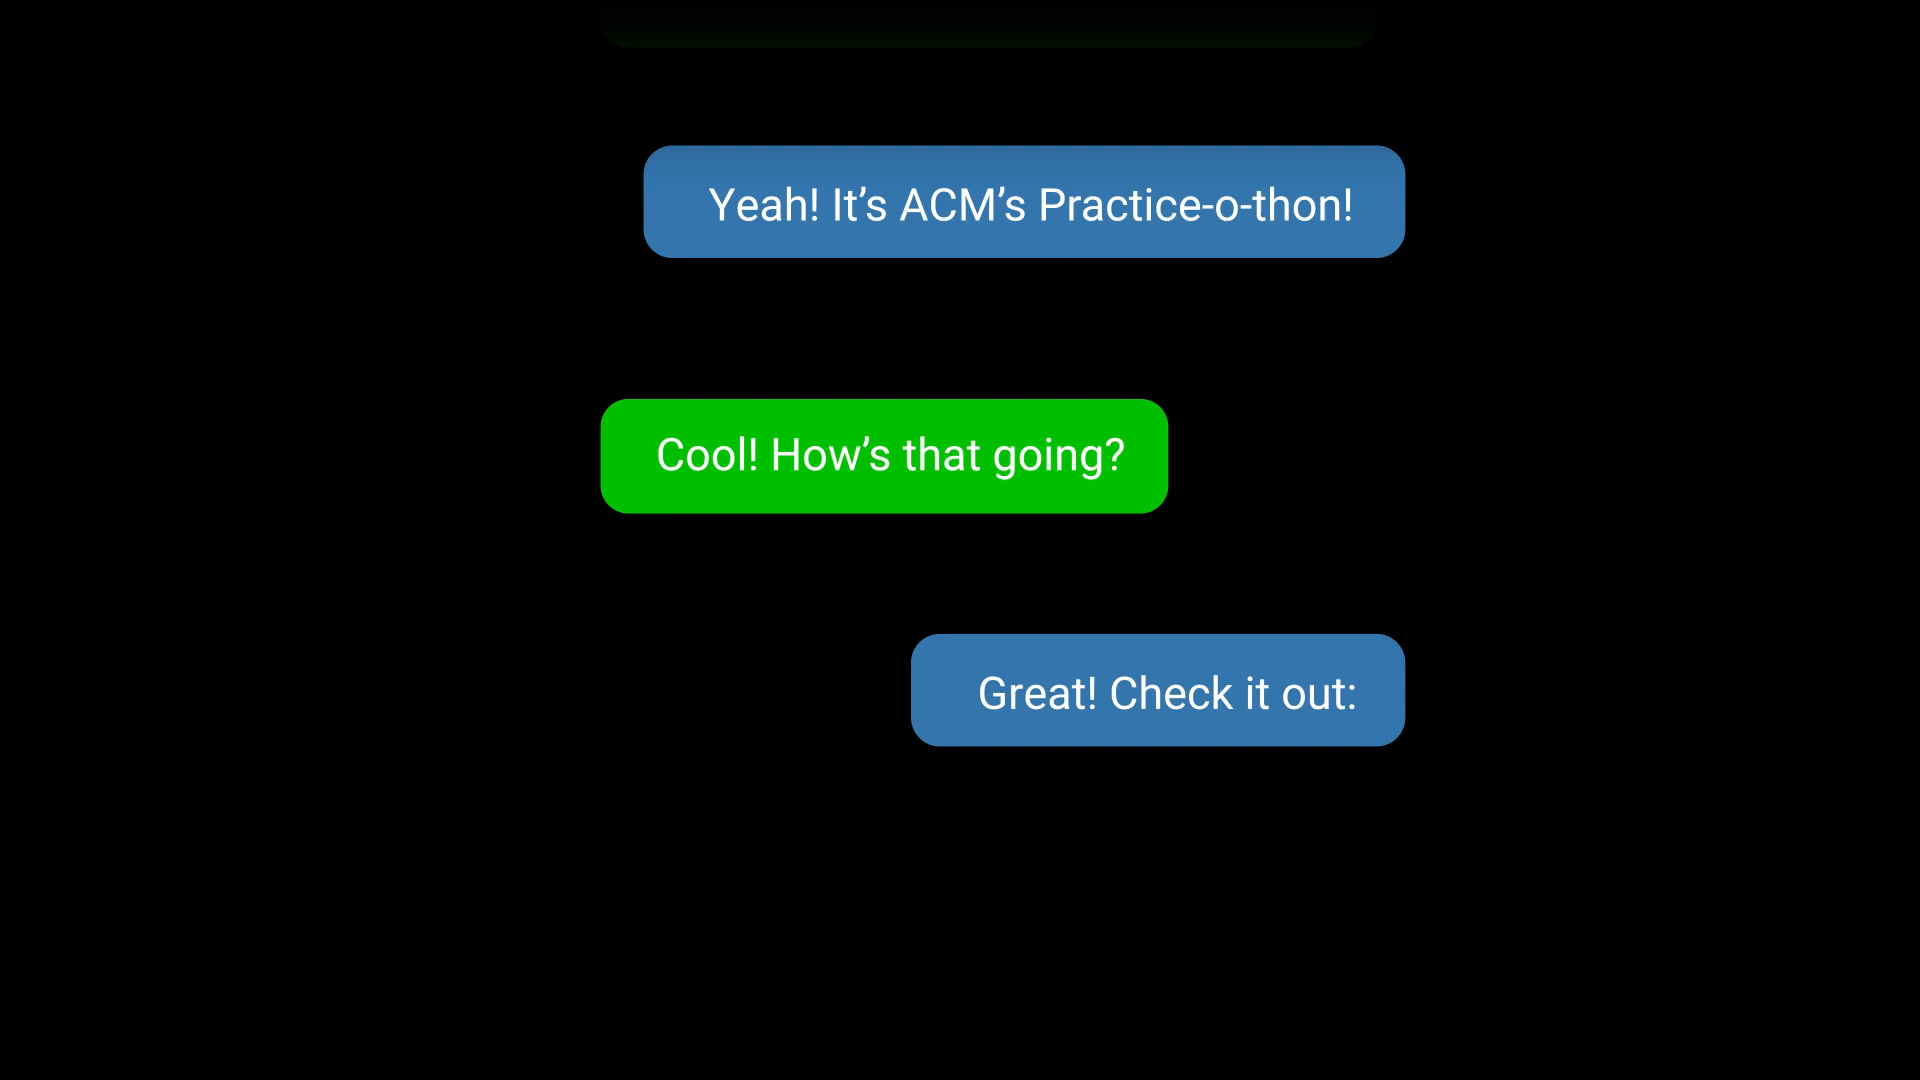 Yeah! It’s ACM’s Practice-o-thon!
Cool! How’s that going?
Great! Check it out: